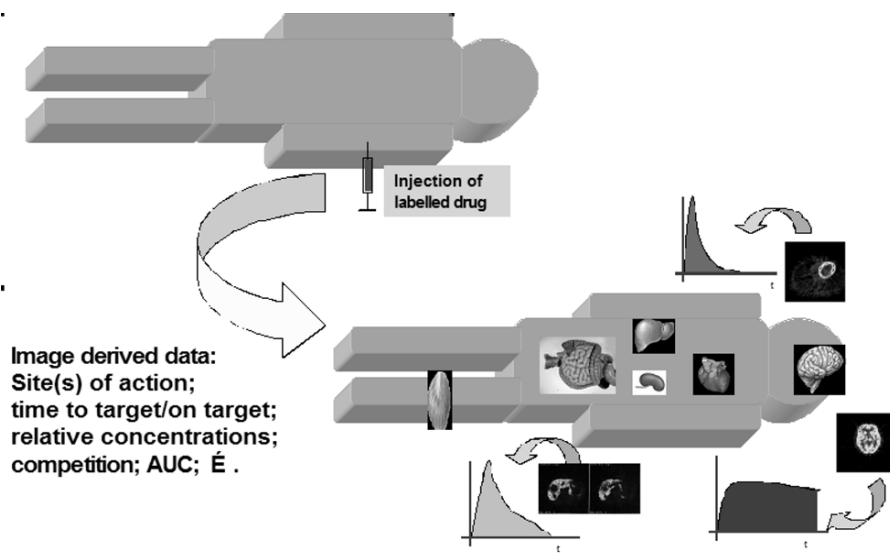 Injection of
labelled drug
t
Image derived data:
Site(s) of action;
time to target/on target;
relative concentrations;
competition; AUC; É .
t
t